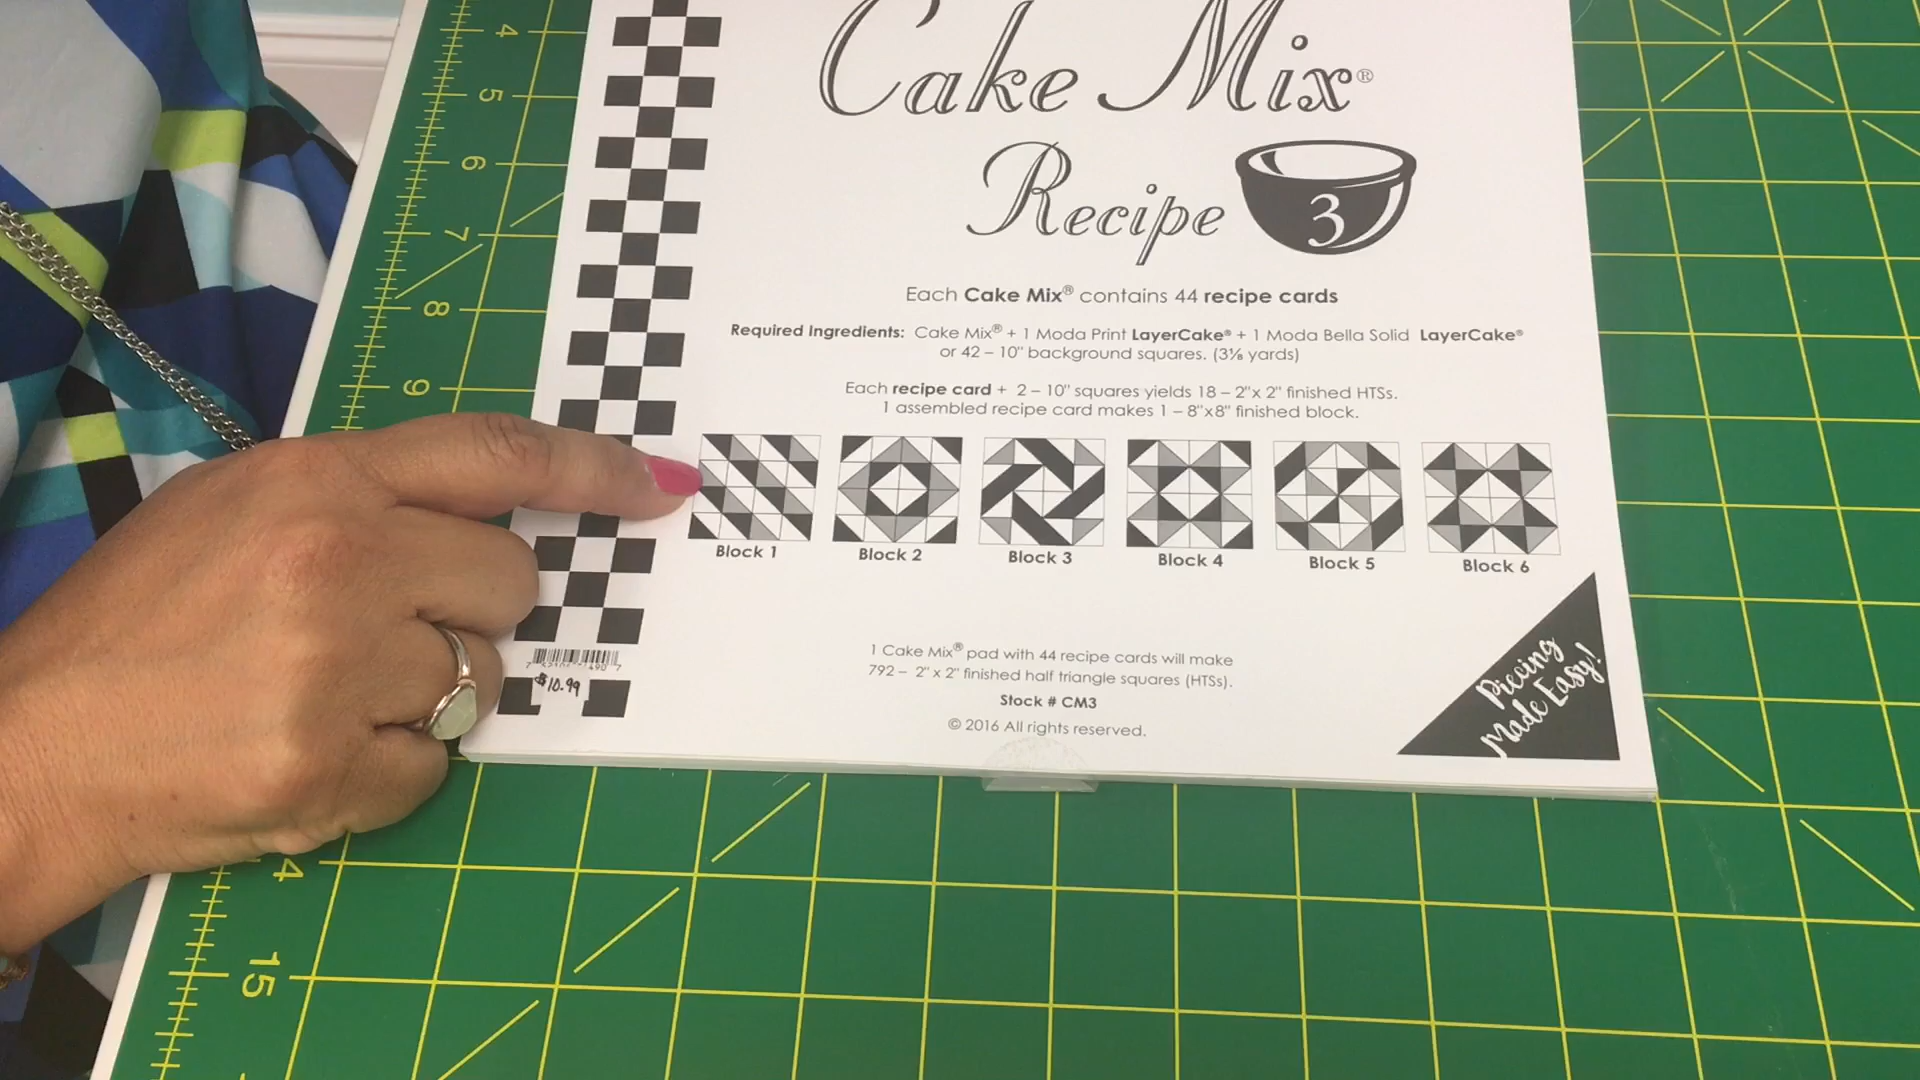 Cake Mix®
Recipe 3
Each Cake Mix® contains 44 recipe cards
Required Ingredients: Cake Mix® + 1 Moda Print LayerCake® + 1 Moda Bella Solid LayerCake®
or 42 – 10" background squares. (3⅛ yards)
Each recipe card + 2 – 10" squares yields 18 – 2"x 2" finished HTSs.
1 assembled recipe card makes 1 – 8"x8" finished block.
Block 1 Block 2 Block 3 Block 4 Block 5 Block 6
1 Cake Mix® pad with 44 recipe cards will make
792 – 2" x 2" finished half triangle squares (HTSs).
Stock # CM3
© 2016 All rights reserved.
Piecing
Made Easy!
$10.99
4
5
6
7
8
9
15